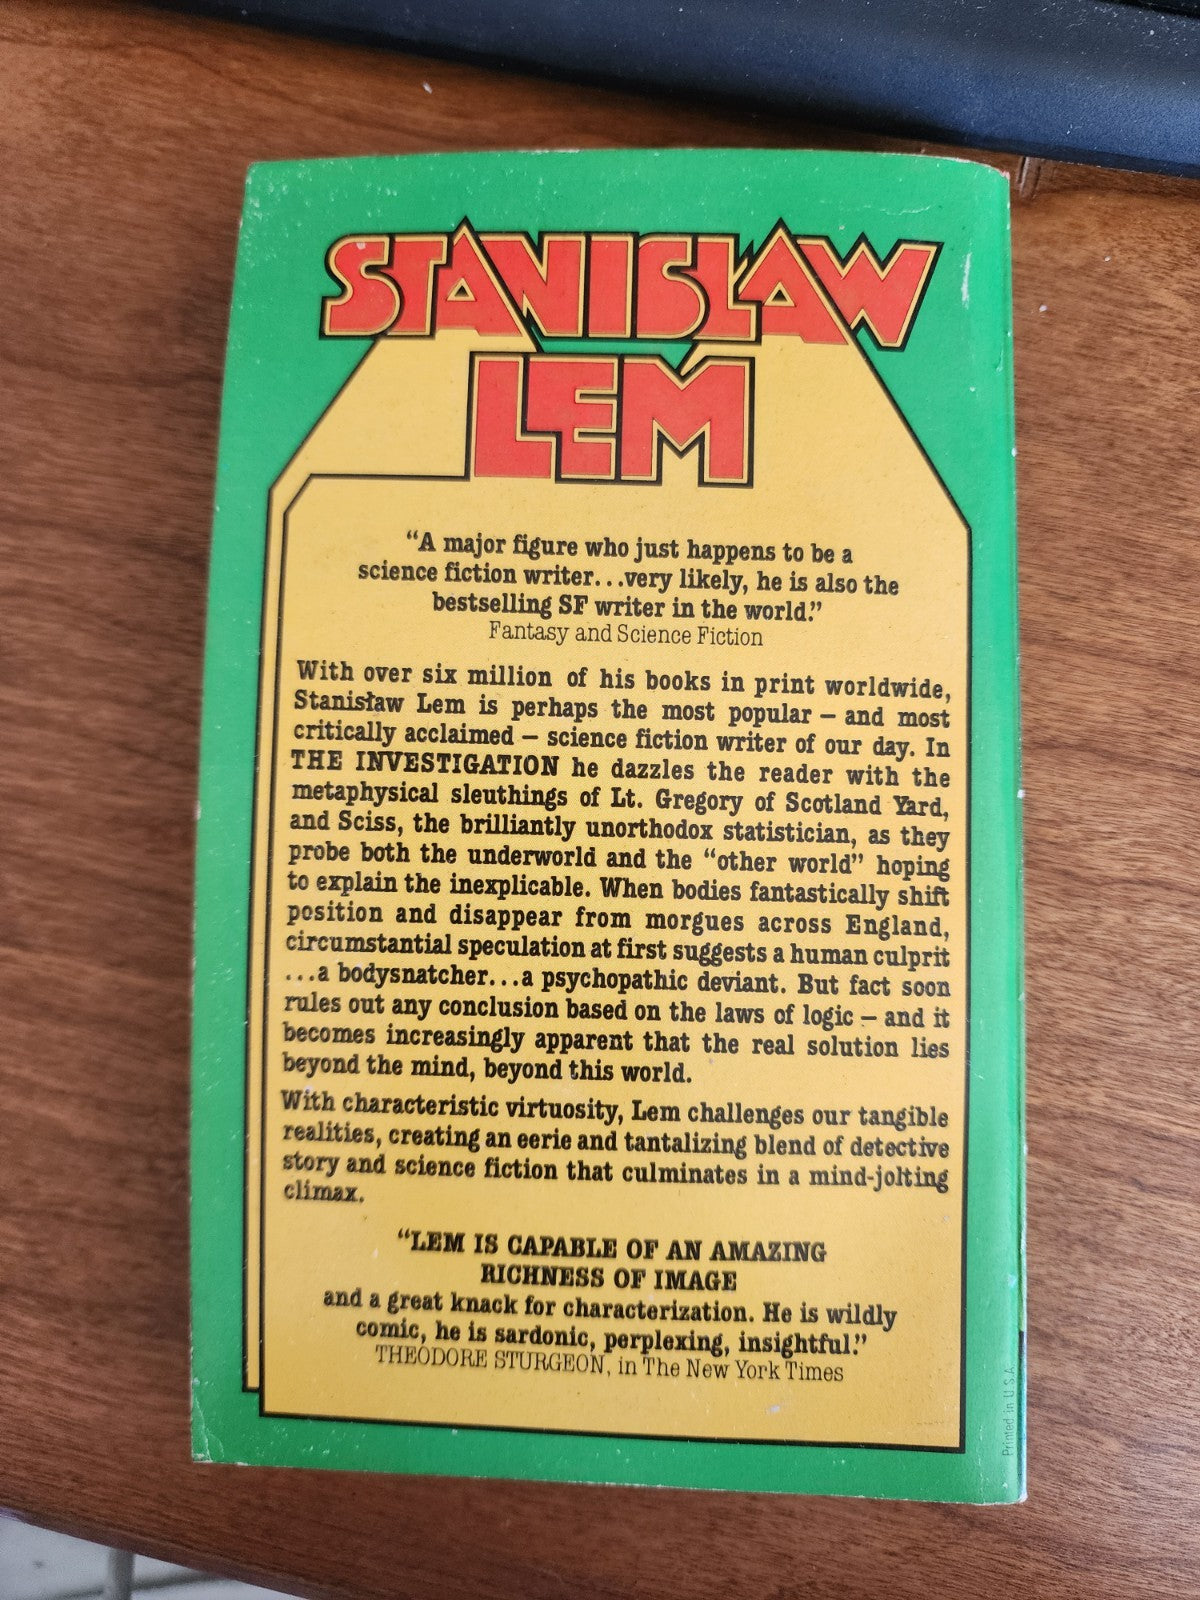 STANISŁAW
LEM
“A major figure who just happens to be a
science fiction writer...very likely, he is also the
bestselling SF writer in the world.”
Fantasy and Science Fiction
With over six million of his books in print worldwide,
Stanisław Lem is perhaps the most popular – and most
critically acclaimed – science fiction writer of our day. In
THE INVESTIGATION he dazzles the reader with the
metaphysical sleuthings of Lt. Gregory of Scotland Yard,
and Sciss, the brilliantly unorthodox statistician, as they
probe both the underworld and the “other world” hoping
to explain the inexplicable. When bodies fantastically shift
position and disappear from morgues across England,
circumstantial speculation at first suggests a human culprit
...a bodysnatcher...a psychopathic deviant. But fact soon
rules out any conclusion based on the laws of logic – and it
becomes increasingly apparent that the real solution lies
beyond the mind, beyond this world.
With characteristic virtuosity, Lem challenges our tangible
realities, creating an eerie and tantalizing blend of detective
story and science fiction that culminates in a mind-jolting
climax.
“LEM IS CAPABLE OF AN AMAZING
RICHNESS OF IMAGE
and a great knack for characterization. He is wildly
comic, he is sardonic, perplexing, insightful.”
THEODORE STURGEON, in The New York Times
Printed in U.S.A.